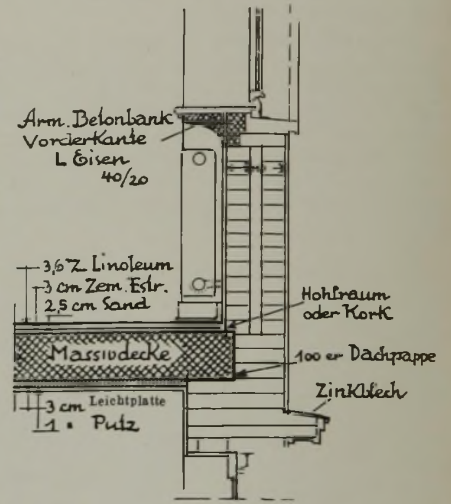 Arm. Betonbank
Vorderkante
L Eisen
40/20
3,6 Z Linoleum
3 cm Zem. Estr.
2,5 cm Sand
Hohlraum
oder Kork
Massivdecke
100 er Dachpappe
Zinkblech
3 cm Leichtplatte
1 " Putz